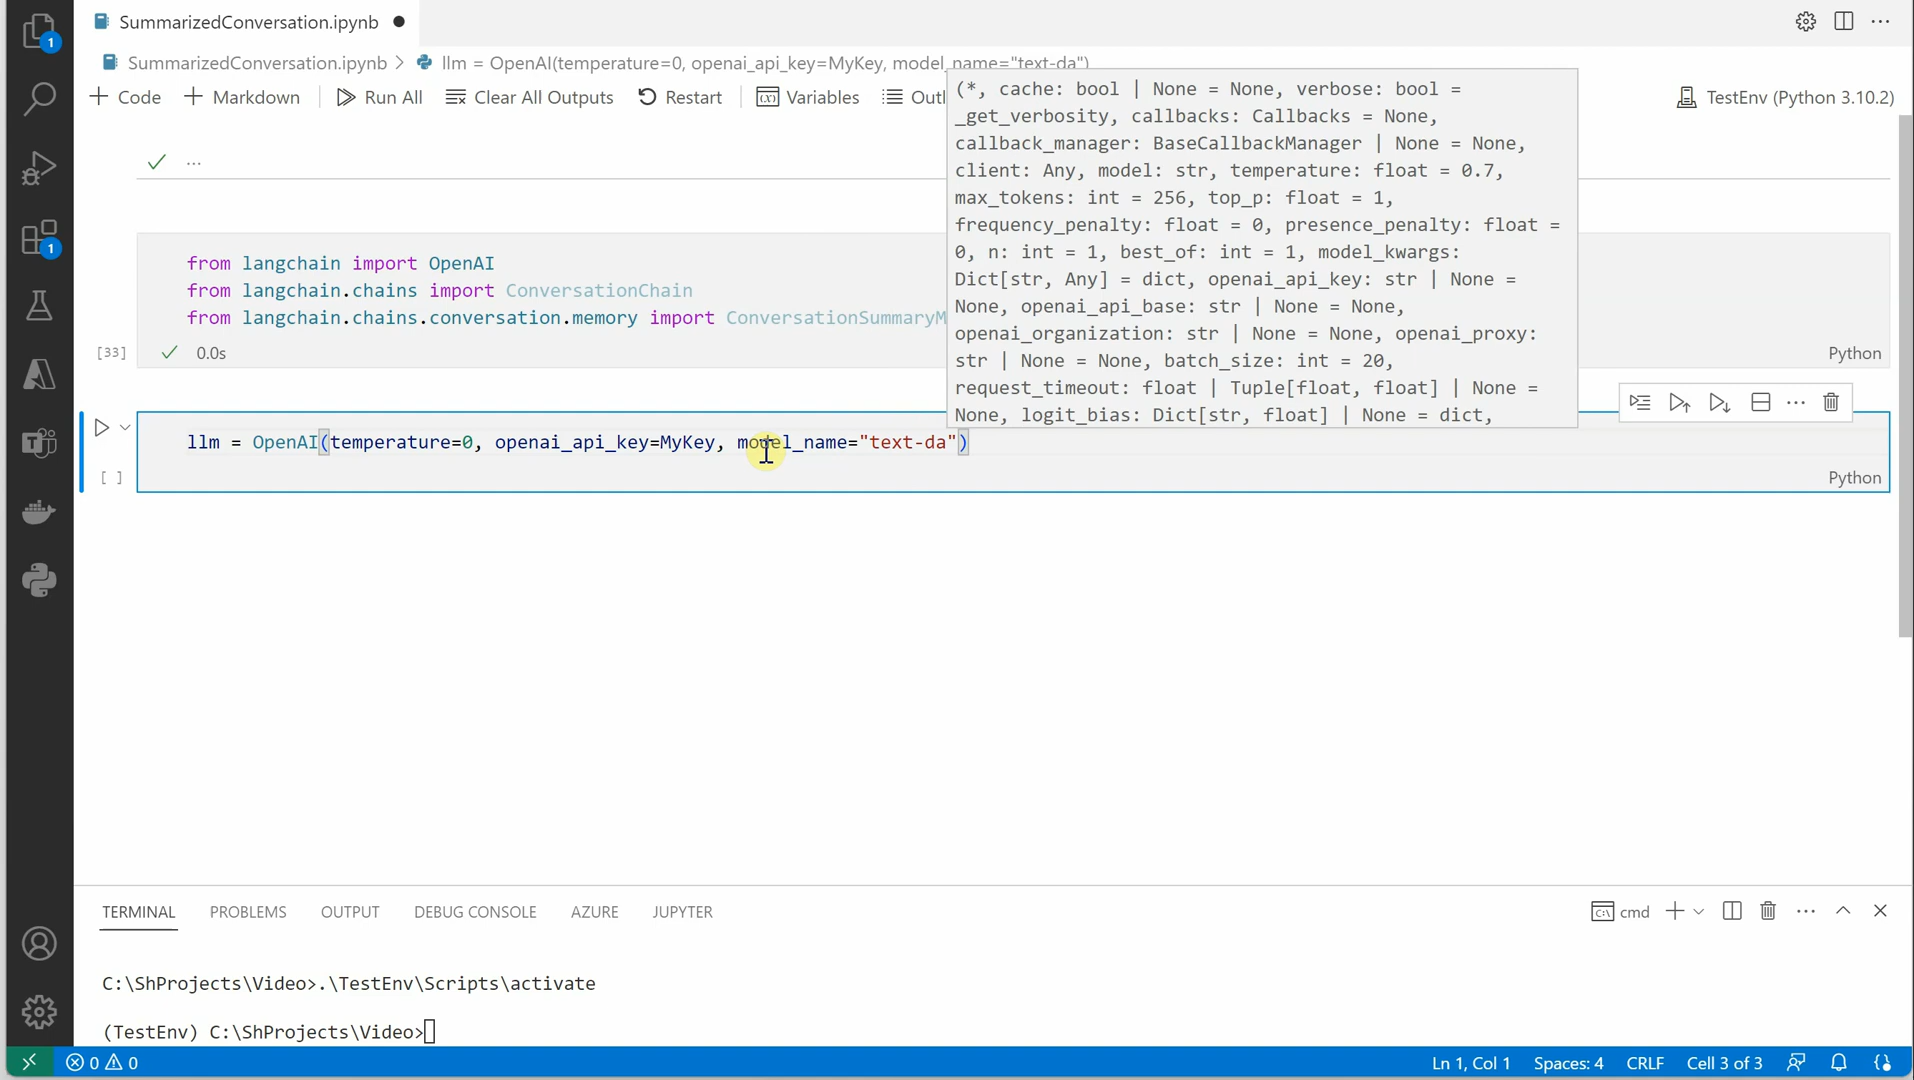 SummarizedConversation.ipynb
SummarizedConversation.ipynb > llm = OpenAI(temperature=0, openai_api_key=MyKey, model_name="text-da")
+ Code + Markdown Run All Clear All Outputs Restart Variables Outl
TestEnv (Python 3.10.2)
(*, cache: bool | None = None, verbose: bool =
_get_verbosity, callbacks: Callbacks = None,
callback_manager: BaseCallbackManager | None = None,
client: Any, model: str, temperature: float = 0.7,
max_tokens: int = 256, top_p: float = 1,
frequency_penalty: float = 0, presence_penalty: float =
0, n: int = 1, best_of: int = 1, model_kwargs:
Dict[str, Any] = dict, openai_api_key: str | None =
None, openai_api_base: str | None = None,
openai_organization: str | None = None, openai_proxy:
str | None = None, batch_size: int = 20,
request_timeout: float | Tuple[float, float] | None =
None, logit_bias: Dict[str, float] | None = dict,
...
from langchain import OpenAI
from langchain.chains import ConversationChain
from langchain.chains.conversation.memory import ConversationSummaryM
[33] 0.0s
Python
llm = OpenAI(temperature=0, openai_api_key=MyKey, model_name="text-da")
[ ]
Python
TERMINAL PROBLEMS OUTPUT DEBUG CONSOLE AZURE JUPYTER
cmd
C:\ShProjects\Video>.\TestEnv\Scripts\activate
(TestEnv) C:\ShProjects\Video>
0 0
Ln 1, Col 1 Spaces: 4 CRLF Cell 3 of 3
1
1